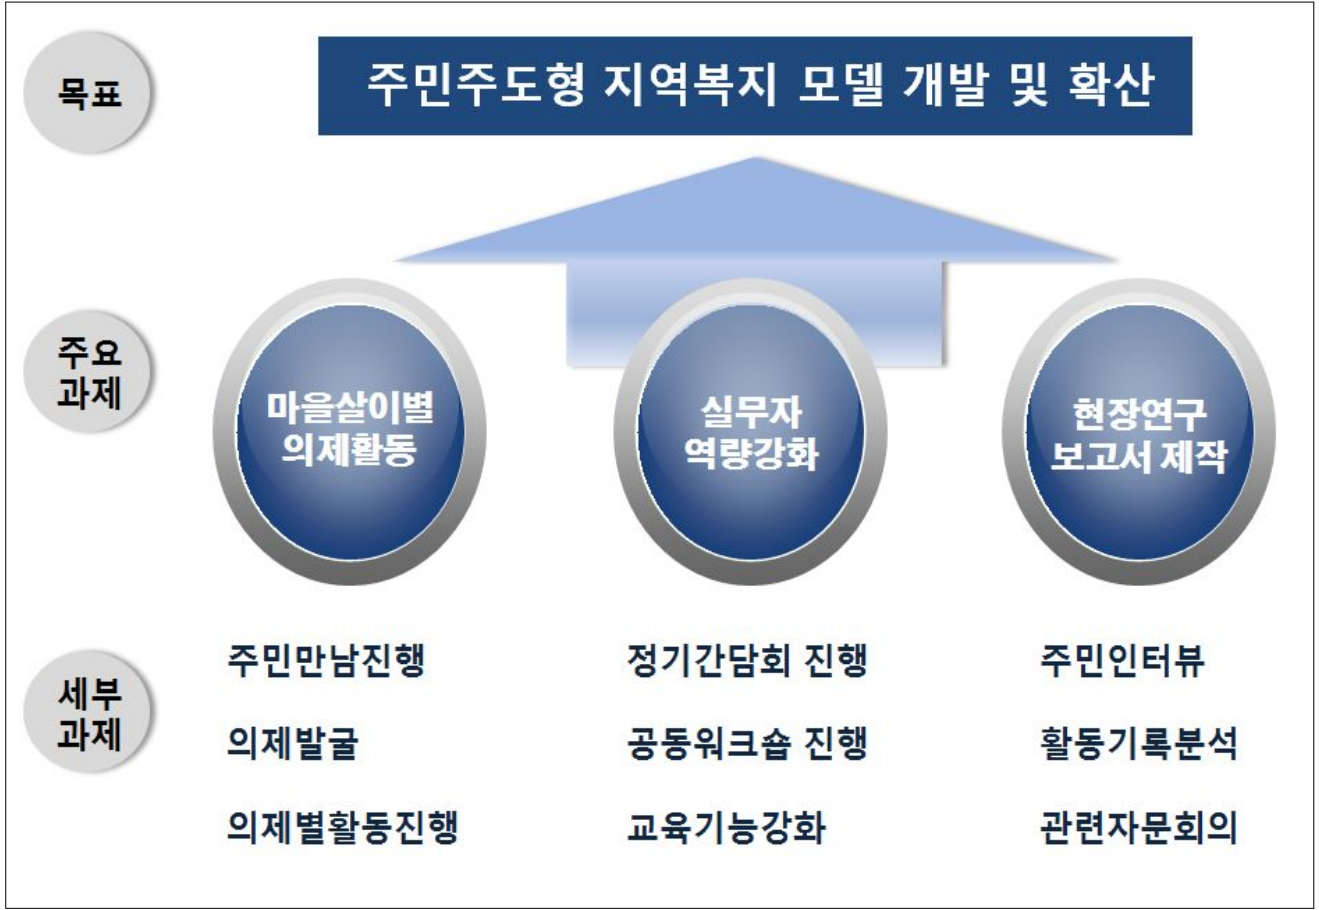 목표
주민주도형 지역복지 모델 개발 및 확산
주요
과제
마을살이별
의제활동
실무자
역량강화
현장연구
보고서 제작
세부
과제
주민만남진행
의제발굴
의제별활동진행
정기간담회 진행
공동워크숍 진행
교육기능강화
주민인터뷰
활동기록분석
관련자문회의